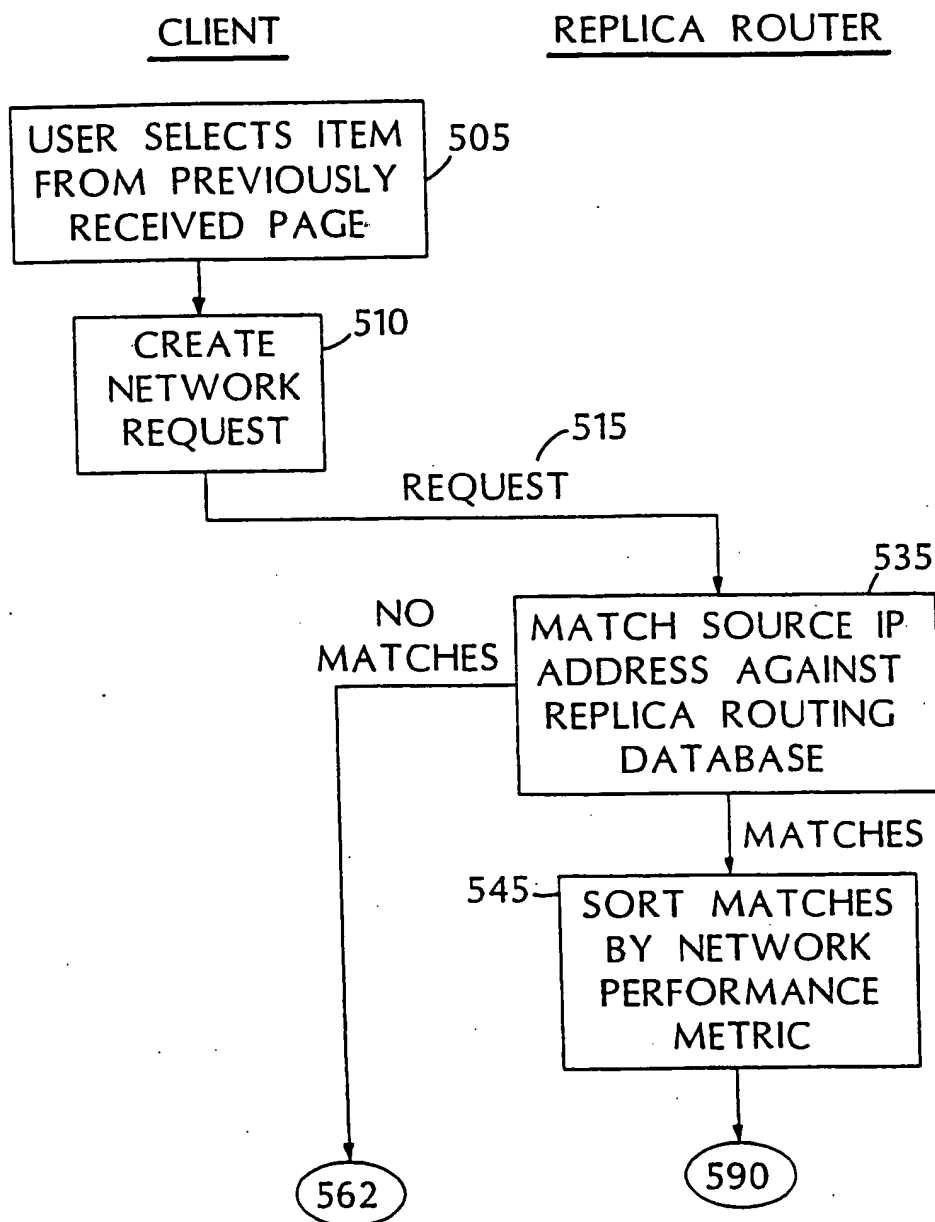 CLIENT
REPLICA ROUTER
USER SELECTS ITEM
FROM PREVIOUSLY
RECEIVED PAGE
505
CREATE
NETWORK
REQUEST
510
515
REQUEST
535
NO
MATCHES
MATCH SOURCE IP
ADDRESS AGAINST
REPLICA ROUTING
DATABASE
MATCHES
545
SORT MATCHES
BY NETWORK
PERFORMANCE
METRIC
562
590